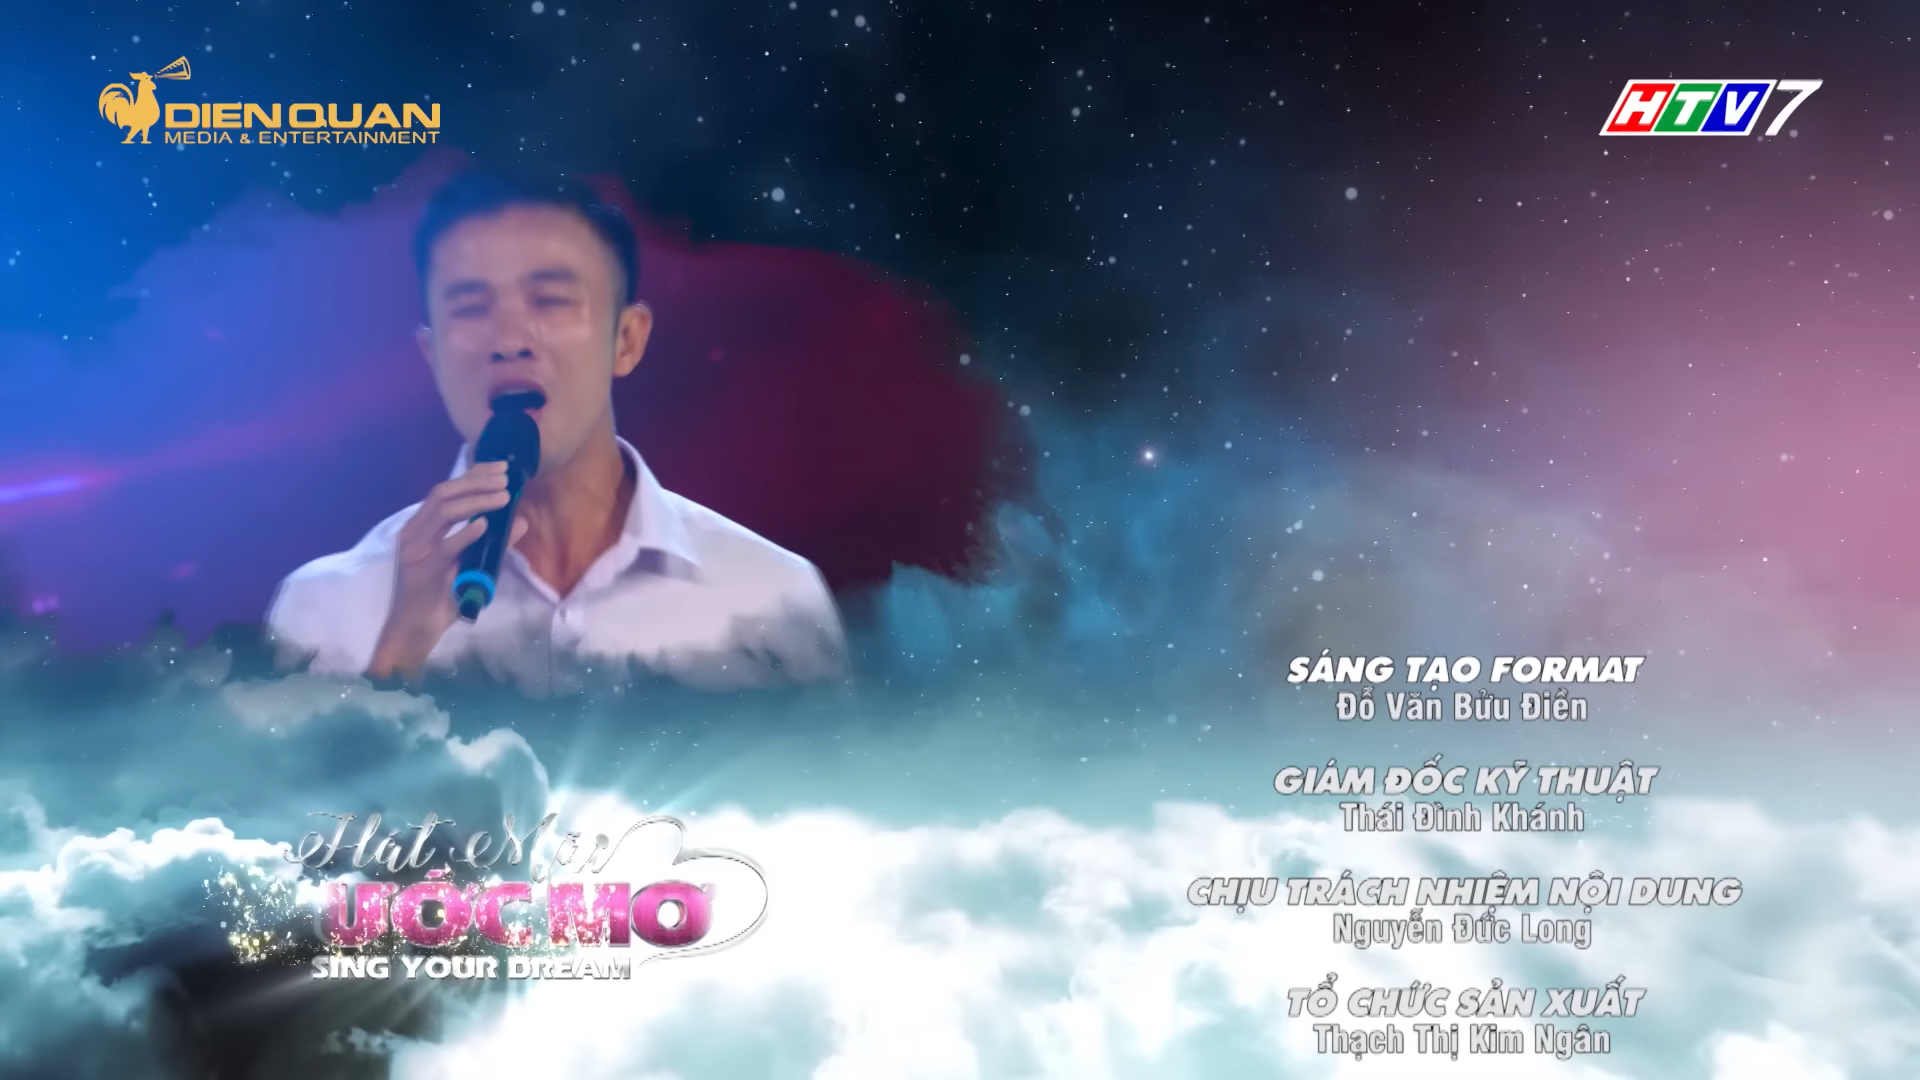 DIEN QUAN
MEDIA & ENTERTAINMENT
HTV7
SÁNG TẠO FORMAT
Đỗ Văn Bửu Điền
GIÁM ĐỐC KỸ THUẬT
Thái Đình Khánh
CHỊU TRÁCH NHIỆM NỘI DUNG
Nguyễn Đức Long
TỔ CHỨC SẢN XUẤT
Thạch Thị Kim Ngân
Hát Mãi
ƯỚC MƠ
SING YOUR DREAM